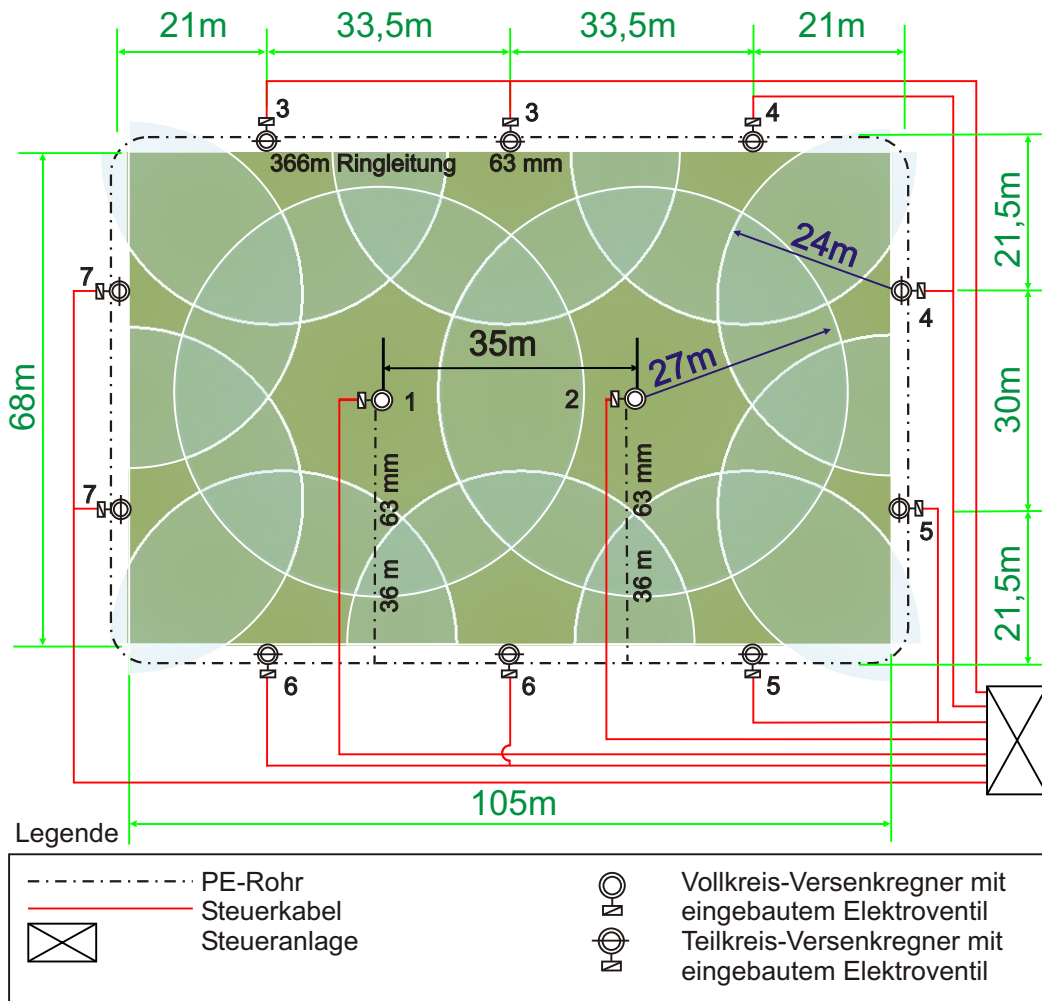 21m 33,5m 33,5m 21m
3 3 4
366m Ringleitung 63 mm
21,5m
24m
7 4
35m
27m
68m
30m
1 2
63 mm 63 mm
7 5
36 m 36 m
21,5m
6 6 5
105m
Legende
PE-Rohr
Steuerkabel
Steueranlage
Vollkreis-Versenkregner mit
eingebautem Elektroventil
Teilkreis-Versenkregner mit
eingebautem Elektroventil